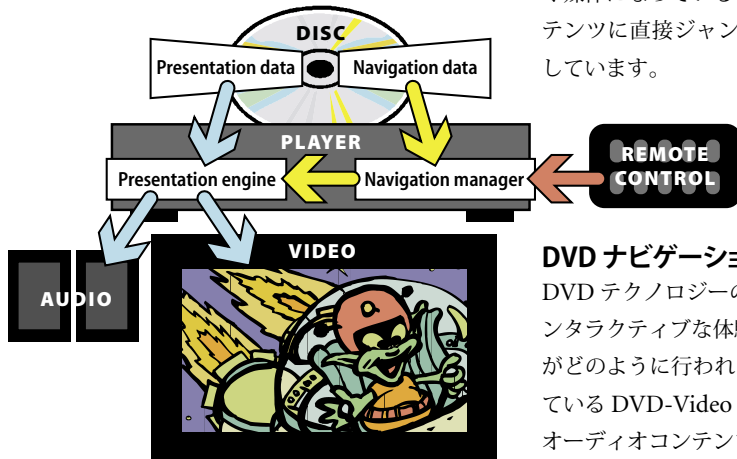 DISC
Presentation data
Navigation data
PLAYER
Presentation engine
Navigation manager
REMOTE
CONTROL
AUDIO
VIDEO
テンツに直接ジャン
しています。
DVD ナビゲーショ
DVD テクノロジーの
ンタラクティブな体
がどのように行われ
ている DVD-Video
オーディオコンテン